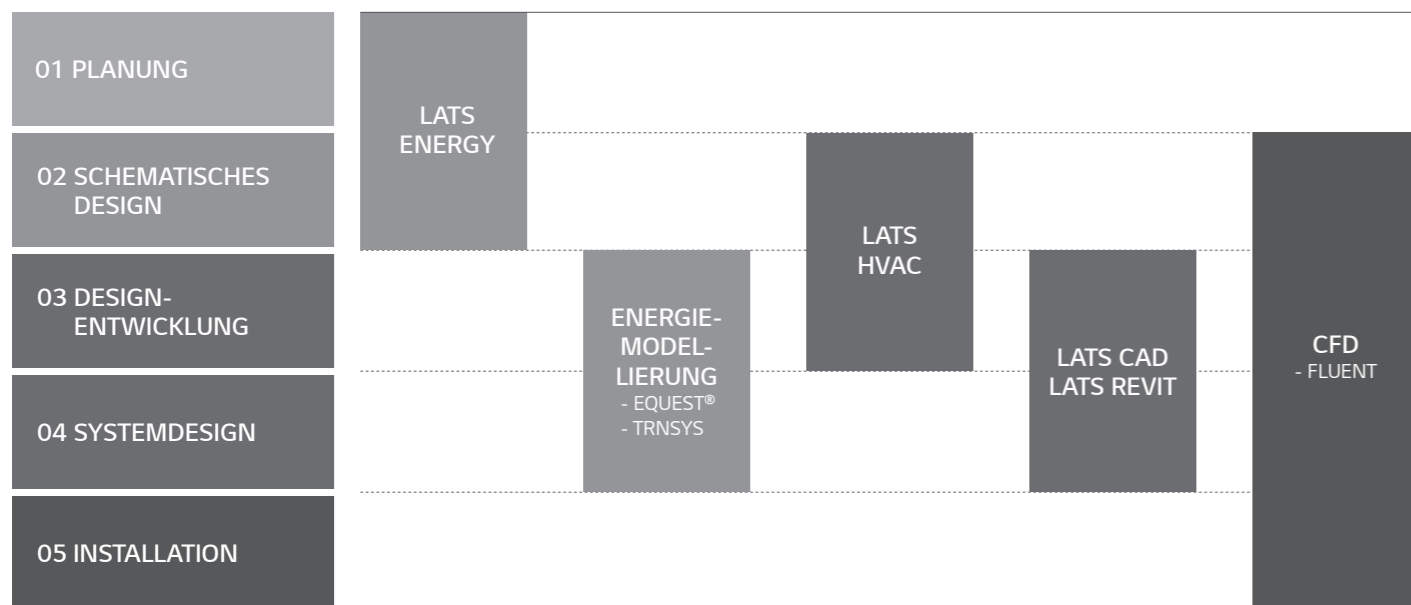 01 PLANUNG
02 SCHEMATISCHES
DESIGN
03 DESIGN-
ENTWICKLUNG
04 SYSTEMDESIGN
05 INSTALLATION
LATS
ENERGY
ENERGIE-
MODEL-
LIERUNG
- EQUEST®
- TRNSYS
LATS
HVAC
LATS CAD
LATS REVIT
CFD
- FLUENT